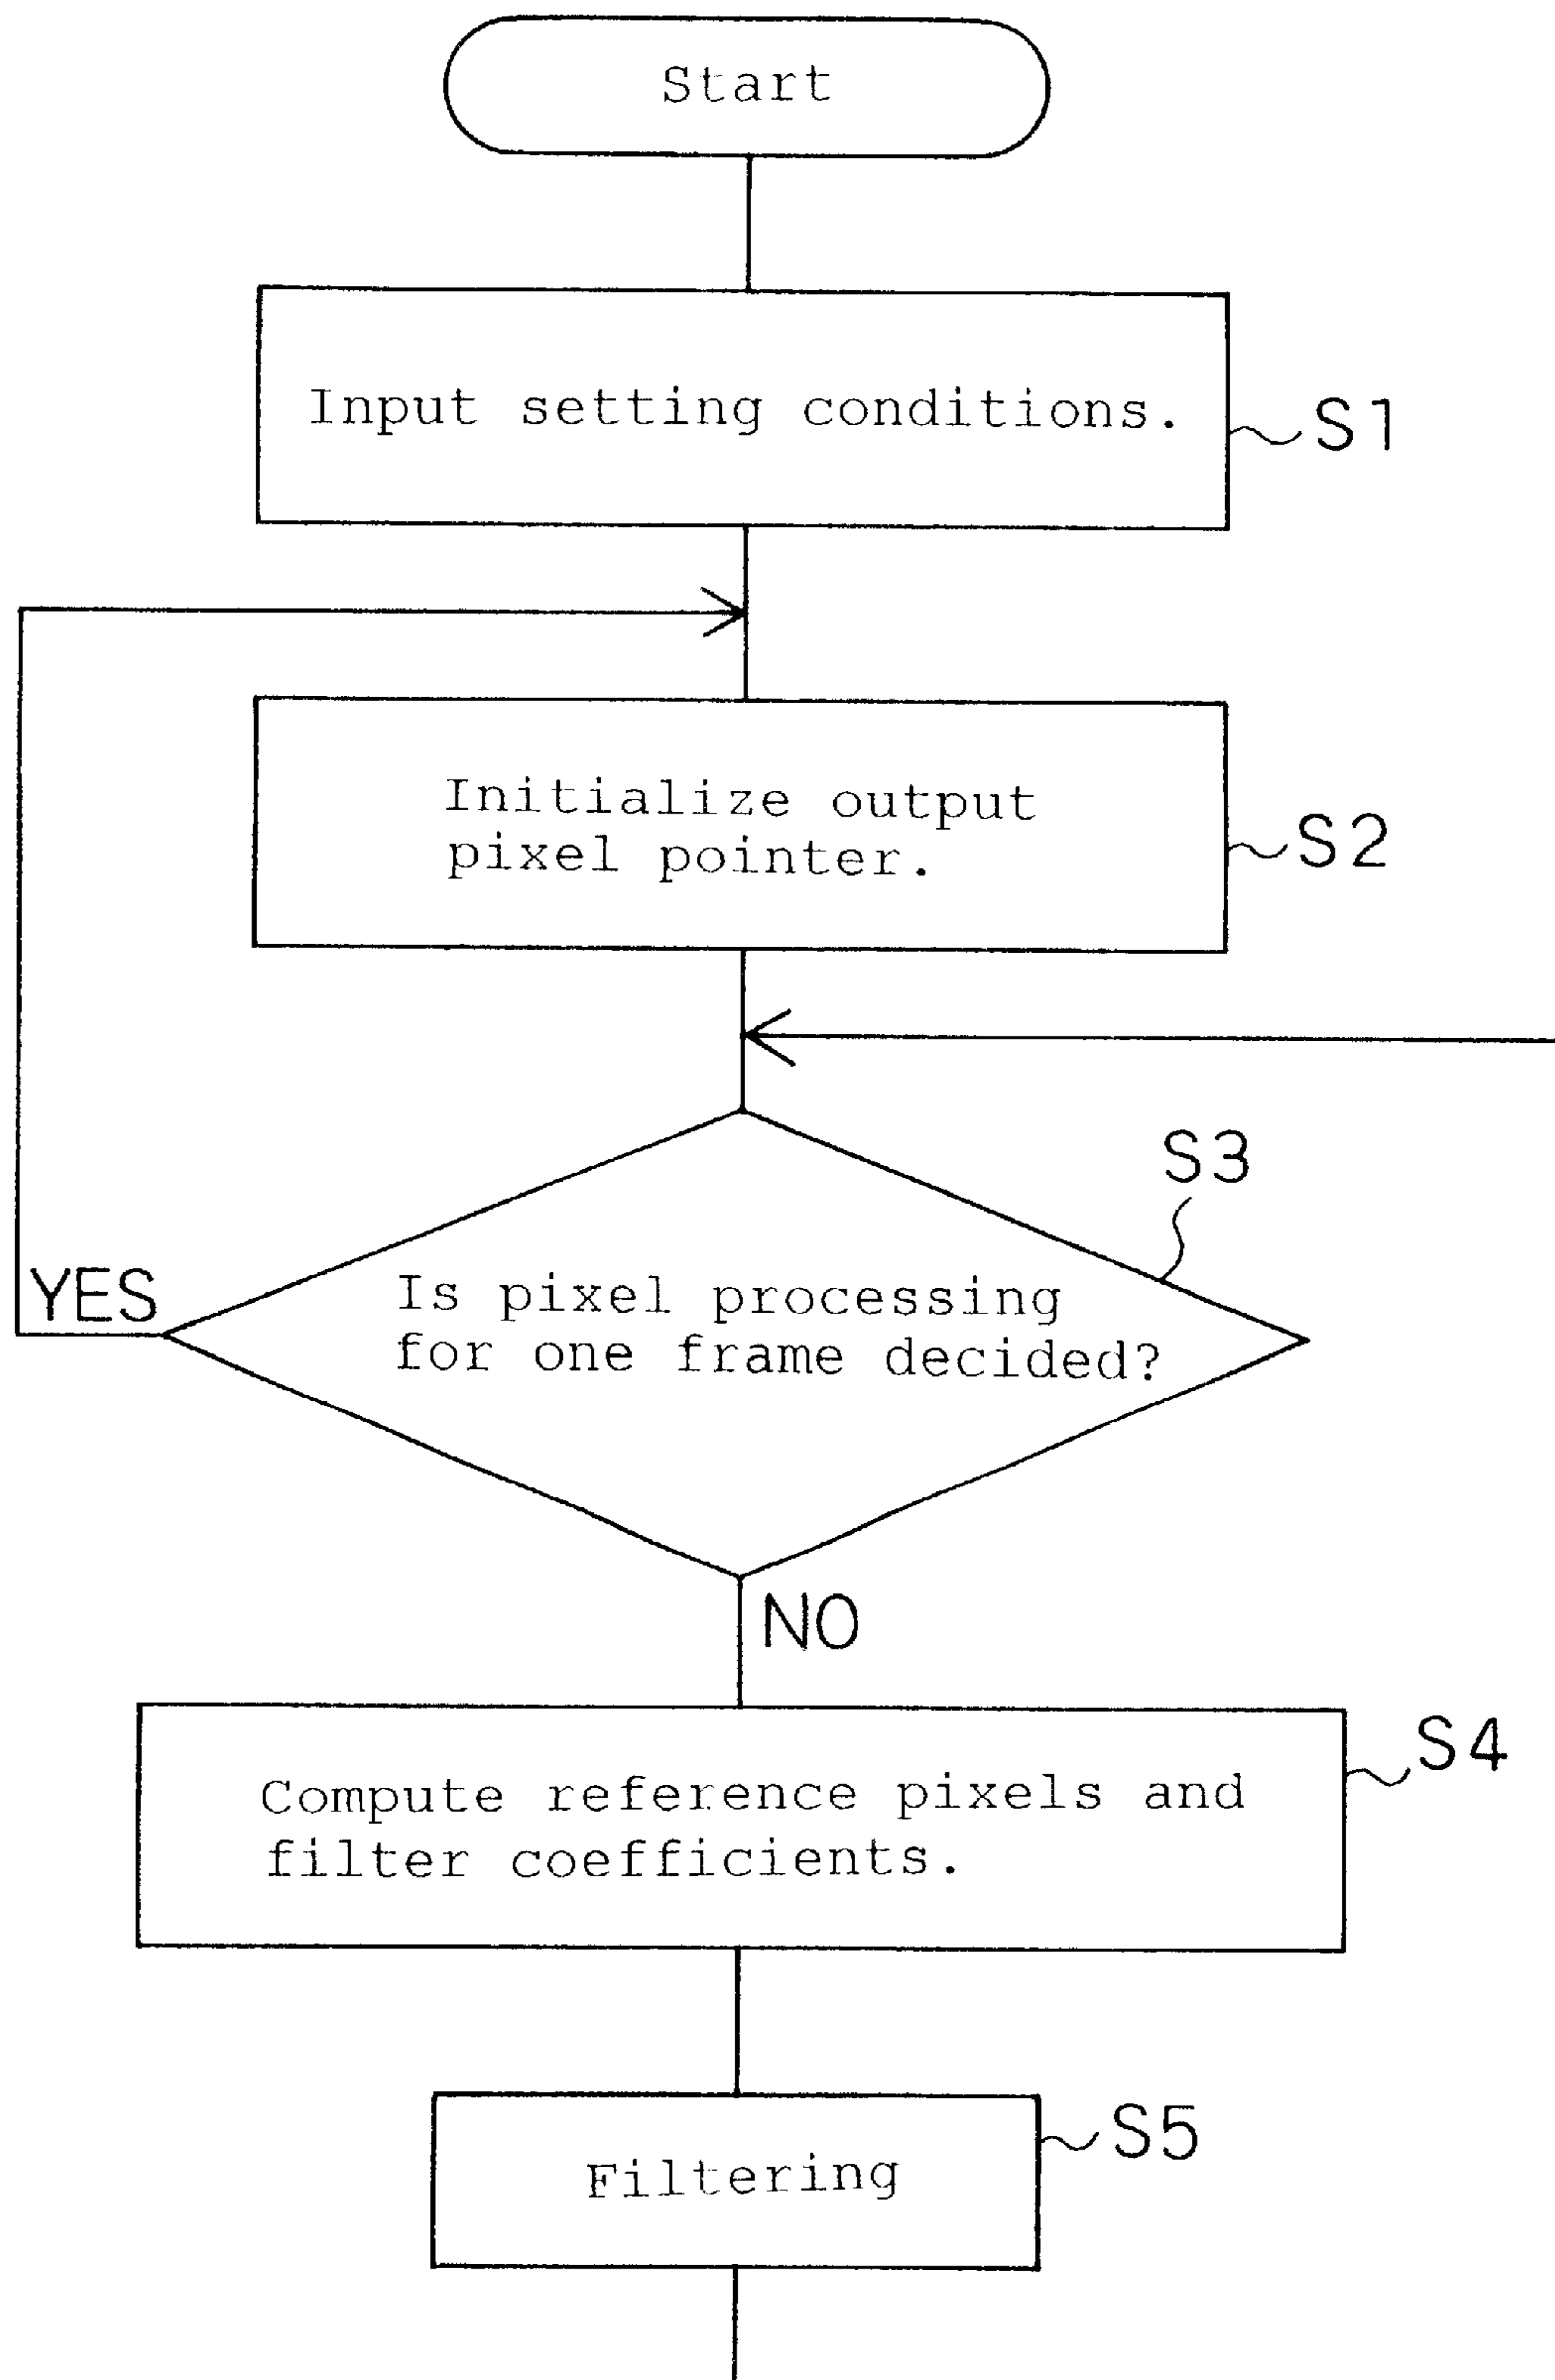 Start
Input setting conditions.
S1
Initialize output
pixel pointer.
S2
S3
YES
Is pixel processing
for one frame decided?
NO
S4
Compute reference pixels and
filter coefficients.
S5
Filtering